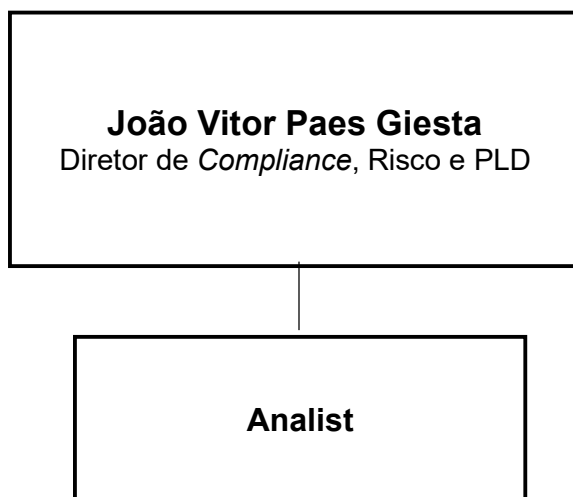 João Vitor Paes Giesta
Diretor de Compliance, Risco e PLD
Analist